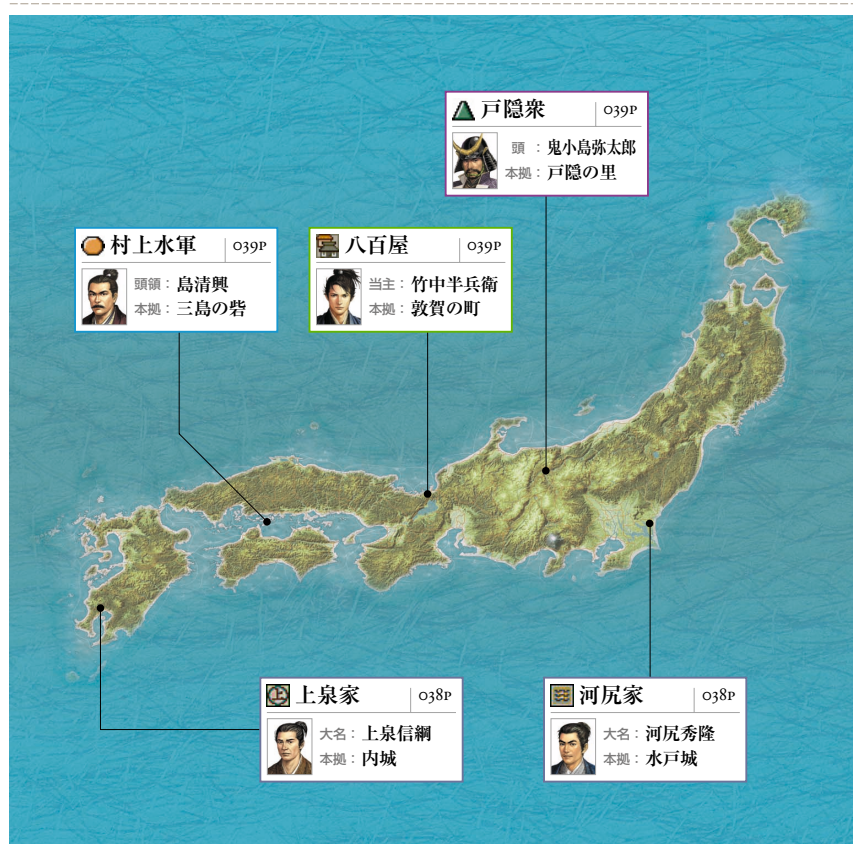 戸隠衆 039P
頭：鬼小島弥太郎
本拠：戸隠の里
村上水軍 039P
頭領：島清興
本拠：三島の砦
八百屋 039P
当主：竹中半兵衛
本拠：敦賀の町
上泉家 038P
大名：上泉信綱
本拠：内城
河尻家 038P
大名：河尻秀隆
本拠：水戸城